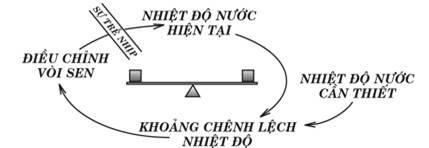 SỰ TRỄ NHỊP
NHIỆT ĐỘ NƯỚC
HIỆN TẠI
ĐIỀU CHỈNH
VÒI SEN
NHIỆT ĐỘ NƯỚC
CẦN THIẾT
KHOẢNG CHÊNH LỆCH
NHIỆT ĐỘ